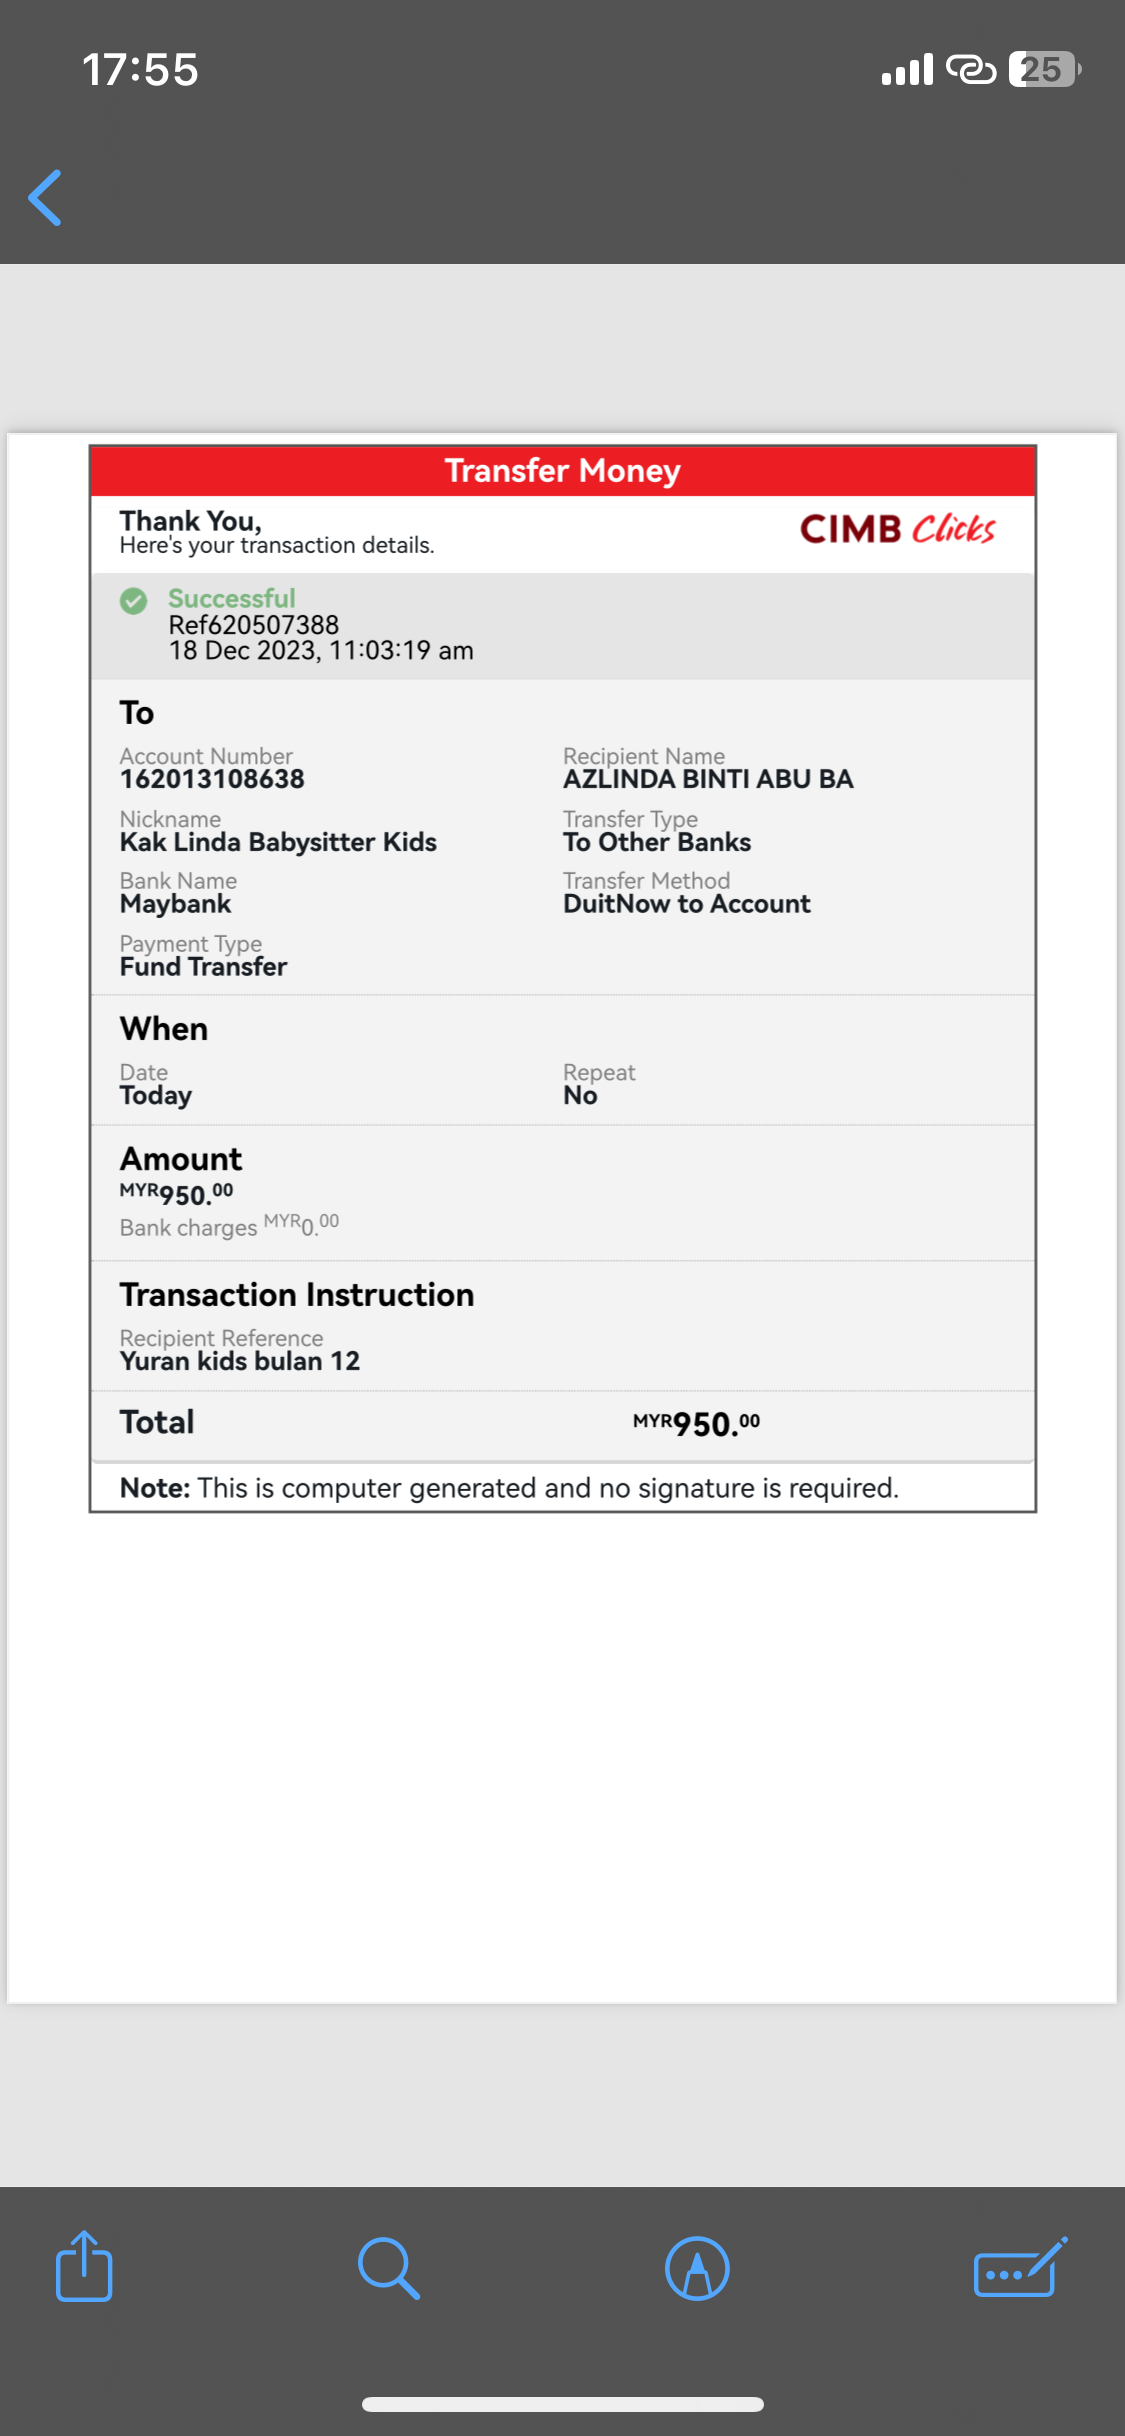 17:55
25
Transfer Money
Thank You,
Here's your transaction details.
CIMB Clicks
Successful
Ref620507388
18 Dec 2023, 11:03:19 am
To
Account Number
162013108638
Recipient Name
AZLINDA BINTI ABU BA
Nickname
Kak Linda Babysitter Kids
Transfer Type
To Other Banks
Bank Name
Maybank
Transfer Method
DuitNow to Account
Payment Type
Fund Transfer
When
Date
Today
Repeat
No
Amount
MYR950.00
Bank charges MYR0.00
Transaction Instruction
Recipient Reference
Yuran kids bulan 12
Total MYR950.00
Note: This is computer generated and no signature is required.